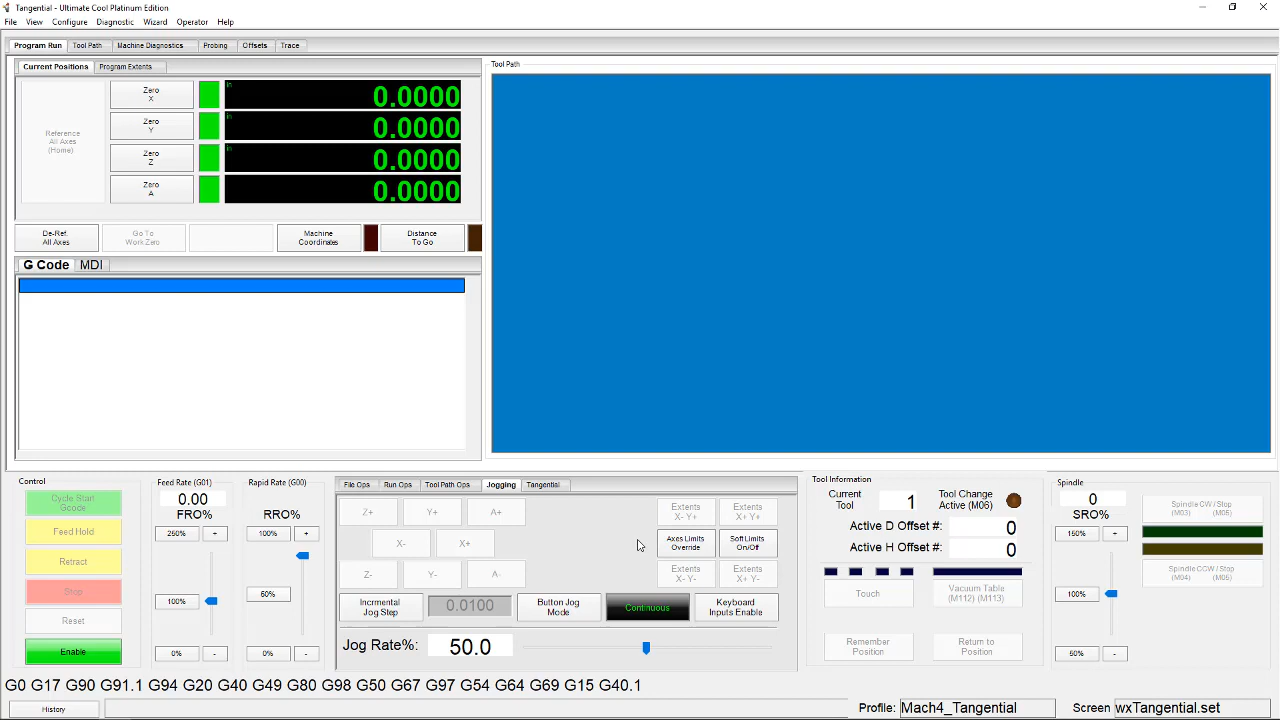 Tangential - Ultimate Cool Platinum Edition
File View Configure Diagnostic Wizard Operator Help
Program Run Tool Path Machine Diagnostics Probing Offsets Trace
Current Positions Program Extents
Tool Path
Reference
All Axes
(Home)
Zero
X
in
0.0000
Zero
Y
in
0.0000
Zero
Z
in
0.0000
Zero
A
0.0000
De-Ref.
All Axes
Go To
Work Zero
Machine
Coordinates
Distance
To Go
G Code MDI
Control
Cycle Start
Gcode
Feed Hold
Retract
Stop
Reset
Enable
Feed Rate (G01)
0.00
FRO%
250% +
100%
0% -
Rapid Rate (G00)
RRO%
100% +
50%
0% -
File Ops Run Ops Tool Path Ops Jogging Tangential
Z+ Y+ A+
X- X+
Z- Y- A-
Extents
X- Y+
Extents
X+ Y+
Axes Limits
Override
Soft Limits
On/Off
Extents
X- Y-
Extents
X+ Y-
Incrmental
Jog Step
0.0100
Button Jog
Mode
Continuous
Keyboard
Inputs Enable
Jog Rate%: 50.0
Tool Information
Current
Tool
1
Tool Change
Active (M06)
Active D Offset #: 0
Active H Offset #: 0
Touch
Vacuum Table
(M112) (M113)
Remember
Position
Return to
Position
Spindle
0
SRO%
150% +
100%
50% -
Spindle CW / Stop
(M03) (M05)
Spindle CCW / Stop
(M04) (M05)
G0 G17 G90 G91.1 G94 G20 G40 G49 G80 G98 G50 G67 G97 G54 G64 G69 G15 G40.1
History
Profile: Mach4_Tangential
Screen wxTangential.set